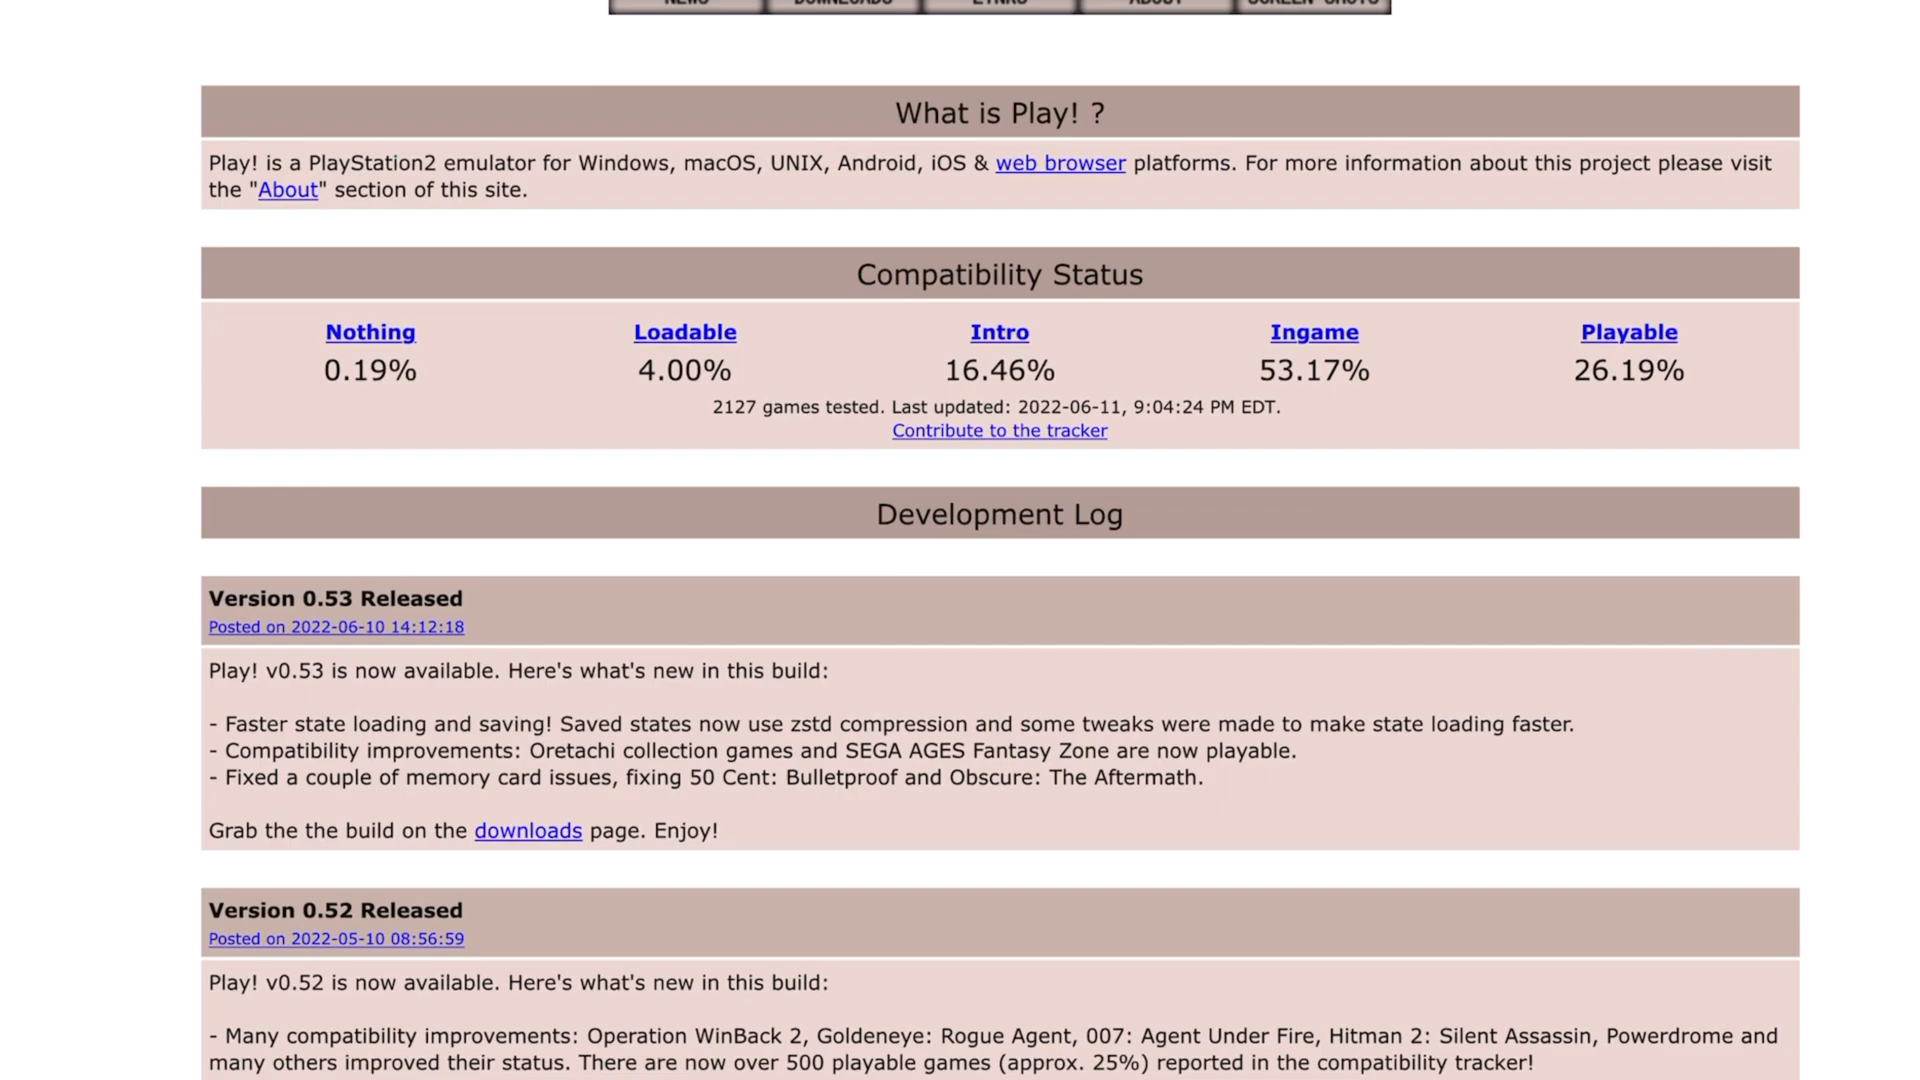 NEWS DOWNLOADS LINKS ABOUT SCREEN SHOTS
What is Play! ?
Play! is a PlayStation2 emulator for Windows, macOS, UNIX, Android, iOS & web browser platforms. For more information about this project please visit
the "About" section of this site.
Compatibility Status
Nothing Loadable Intro Ingame Playable
0.19% 4.00% 16.46% 53.17% 26.19%
2127 games tested. Last updated: 2022-06-11, 9:04:24 PM EDT.
Contribute to the tracker
Development Log
Version 0.53 Released
Posted on 2022-06-10 14:12:18
Play! v0.53 is now available. Here's what's new in this build:
- Faster state loading and saving! Saved states now use zstd compression and some tweaks were made to make state loading faster.
- Compatibility improvements: Oretachi collection games and SEGA AGES Fantasy Zone are now playable.
- Fixed a couple of memory card issues, fixing 50 Cent: Bulletproof and Obscure: The Aftermath.
Grab the the build on the downloads page. Enjoy!
Version 0.52 Released
Posted on 2022-05-10 08:56:59
Play! v0.52 is now available. Here's what's new in this build:
- Many compatibility improvements: Operation WinBack 2, Goldeneye: Rogue Agent, 007: Agent Under Fire, Hitman 2: Silent Assassin, Powerdrome and
many others improved their status. There are now over 500 playable games (approx. 25%) reported in the compatibility tracker!